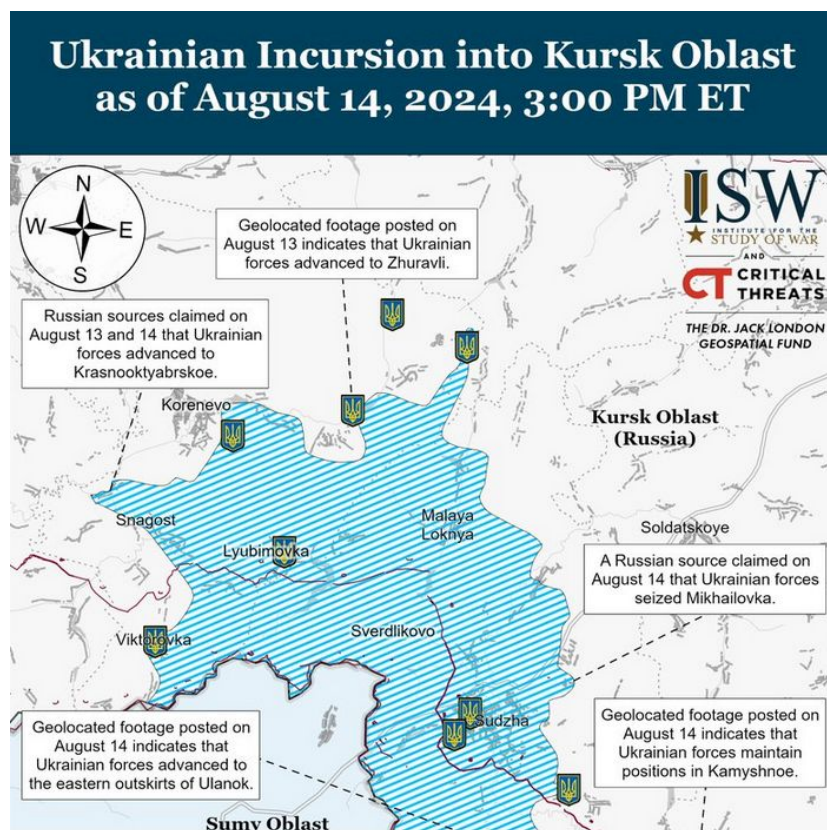 Ukrainian Incursion into Kursk Oblast
as of August 14, 2024, 3:00 PM ET
N
W E
S
ISW
INSTITUTE FOR THE
STUDY OF WAR
AND
CT CRITICAL
THREATS
THE DR. JACK LONDON
GEOSPATIAL FUND
Geolocated footage posted on
August 13 indicates that Ukrainian
forces advanced to Zhuravli.
Russian sources claimed on
August 13 and 14 that Ukrainian
forces advanced to
Krasnooktyabrskoe.
Korenevo
Kursk Oblast
(Russia)
Snagost
Malaya
Loknya
Soldatskoye
Lyubimovka
A Russian source claimed on
August 14 that Ukrainian forces
seized Mikhailovka.
Viktorovka
Sverdlikovo
Sudzha
Geolocated footage posted on
August 14 indicates that
Ukrainian forces advanced to
the eastern outskirts of Ulanok.
Geolocated footage posted on
August 14 indicates that
Ukrainian forces maintain
positions in Kamyshnoe.
Sumy Oblast